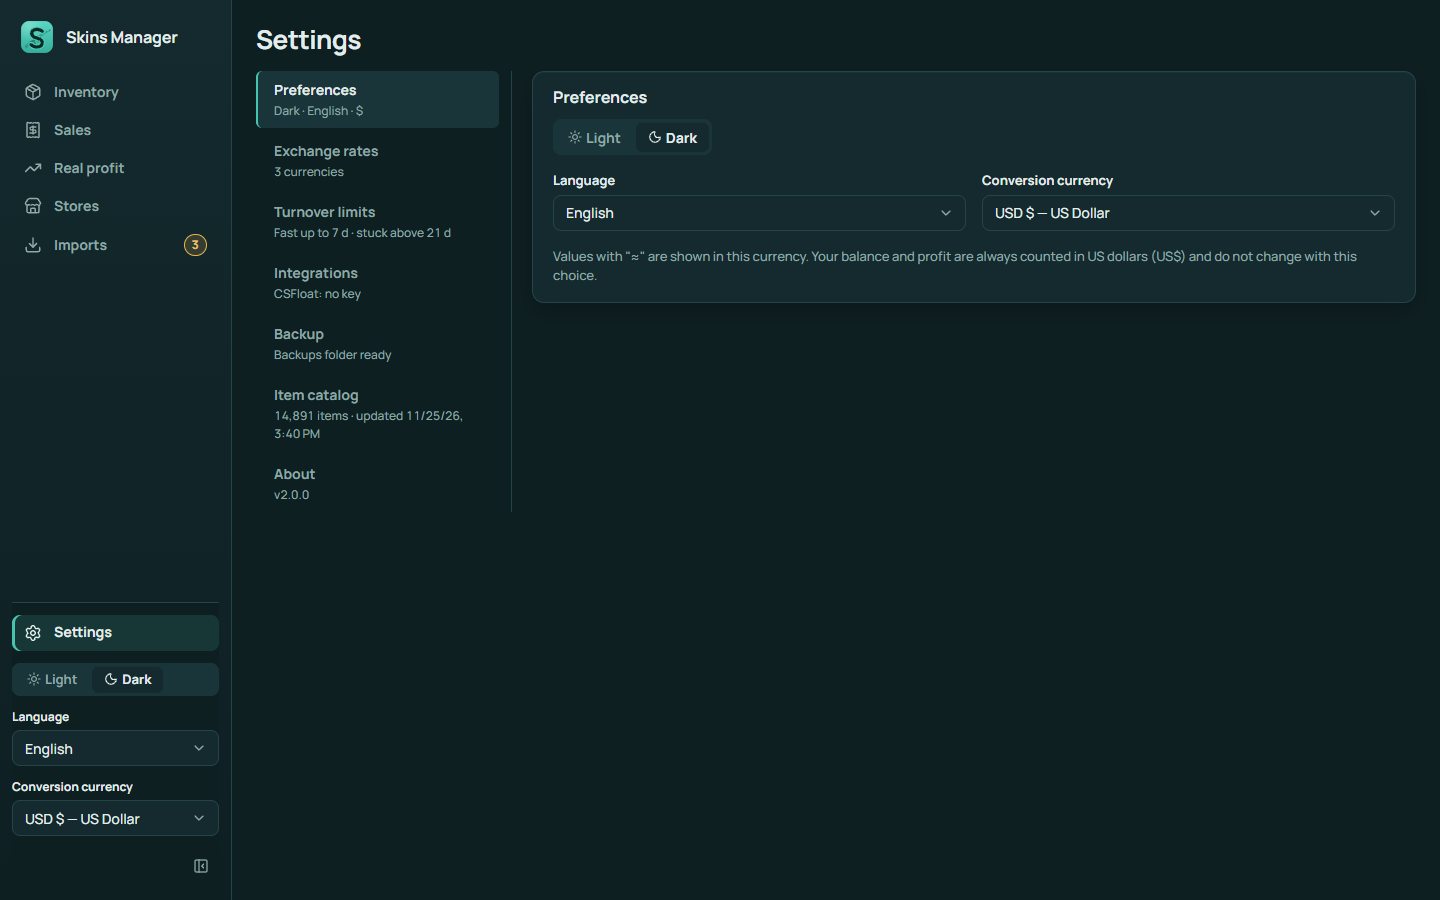 Skins Manager
Inventory
Sales
Real profit
Stores
Imports
3
Settings
Light
Dark
Language
English
Conversion currency
USD $ — US Dollar
Settings
Preferences
Dark · English · $
Exchange rates
3 currencies
Turnover limits
Fast up to 7 d · stuck above 21 d
Integrations
CSFloat: no key
Backup
Backups folder ready
Item catalog
14,891 items · updated 11/25/26,
3:40 PM
About
v2.0.0
Preferences
Light
Dark
Language
English
Conversion currency
USD $ — US Dollar
Values with "≈" are shown in this currency. Your balance and profit are always counted in US dollars (US$) and do not change with this
choice.